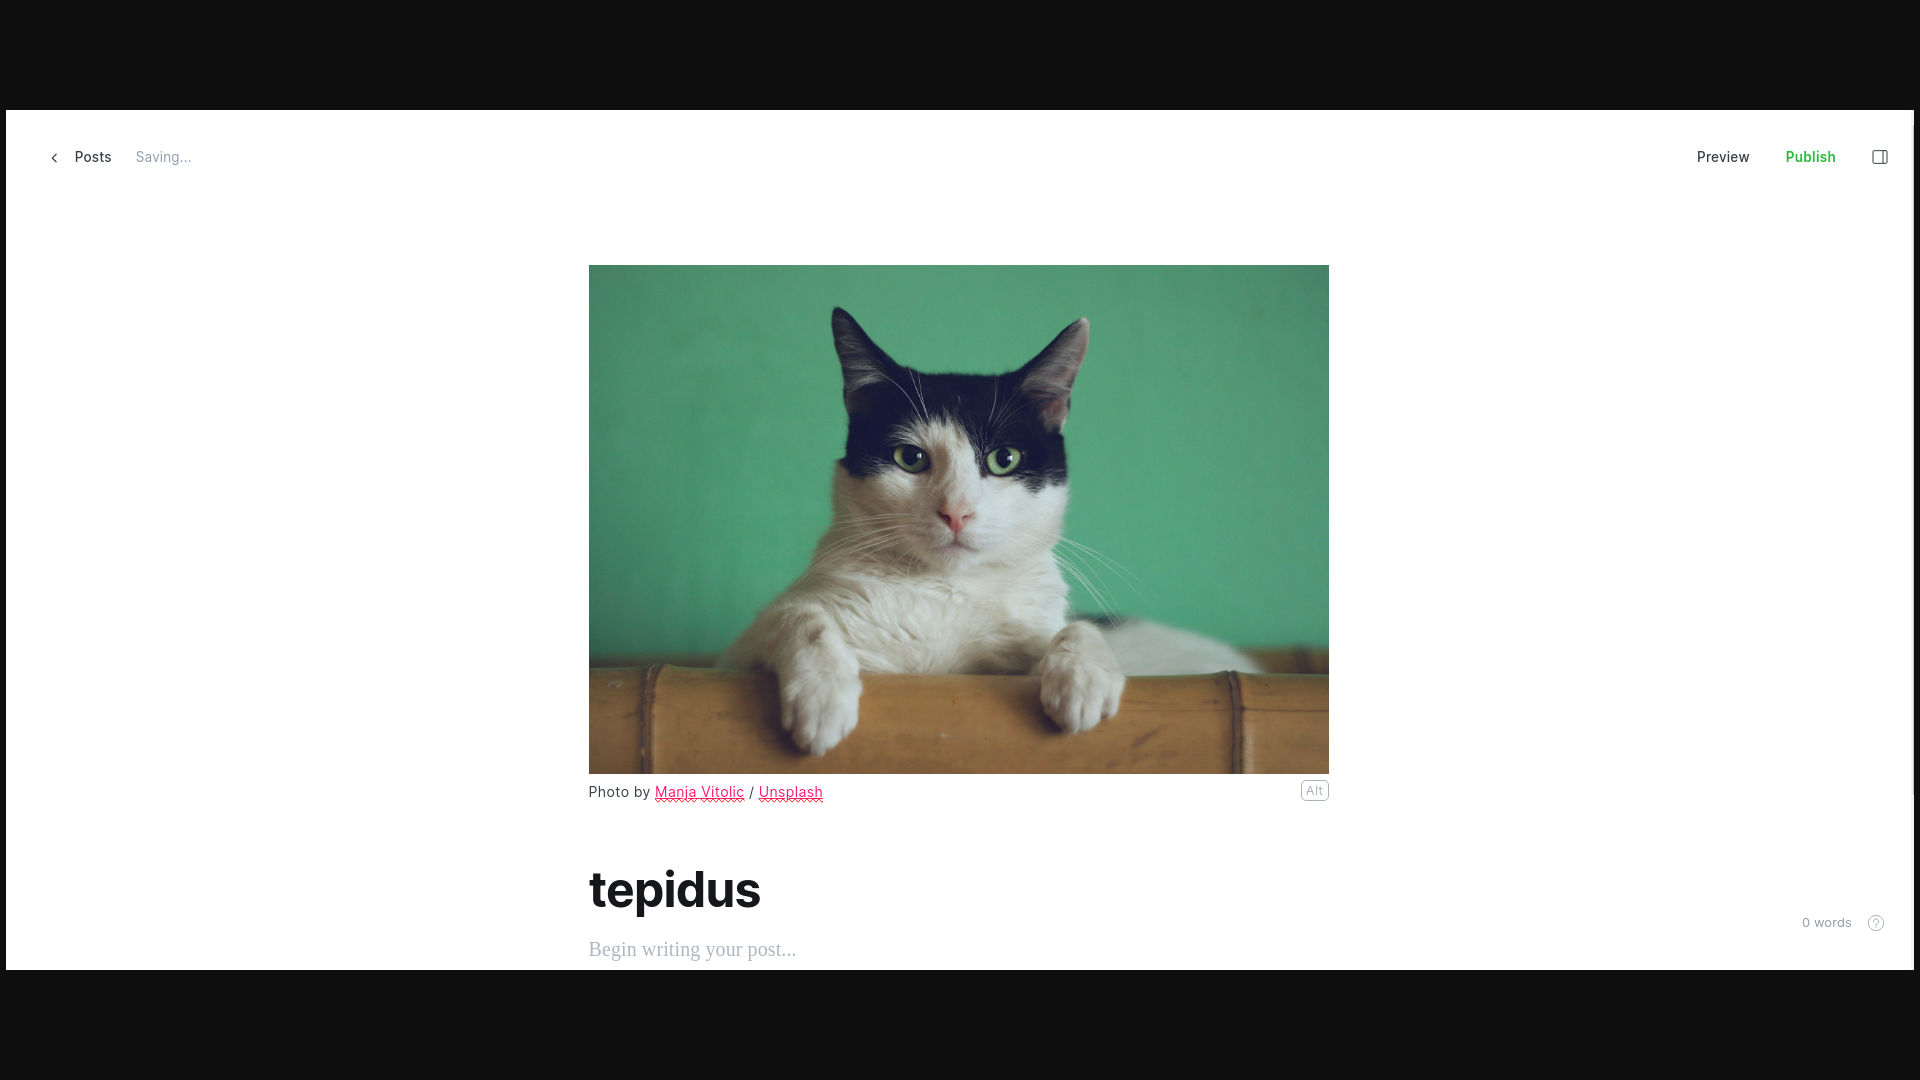 Posts
Saving...
Preview
Publish
Photo by Manja Vitolic / Unsplash
Alt
tepidus
0 words
?
Begin writing your post...